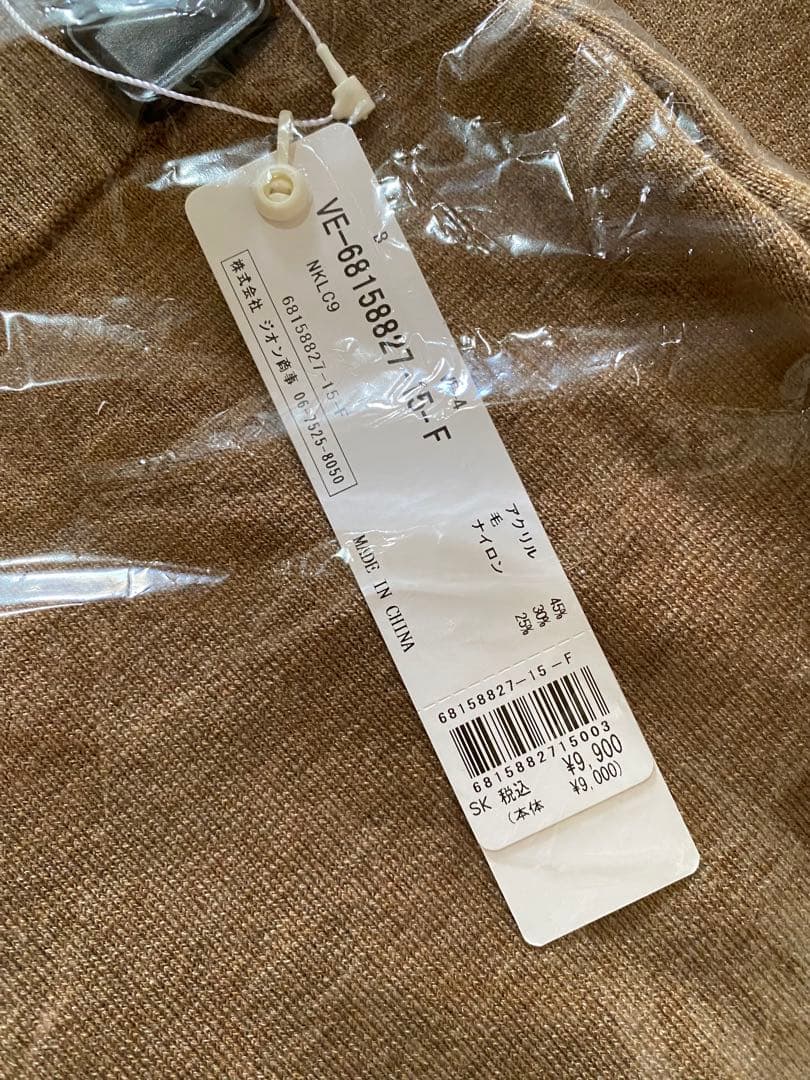 VE-68158827-15-F
NKLC9
68158827-15-F
株式会社 ジオン商事 06-7525-8050
アクリル 45%
毛 30%
ナイロン 25%
MADE IN CHINA
68158827-15-F
6815882715003
SK 税込 ¥9,900
(本体 ¥9,000)